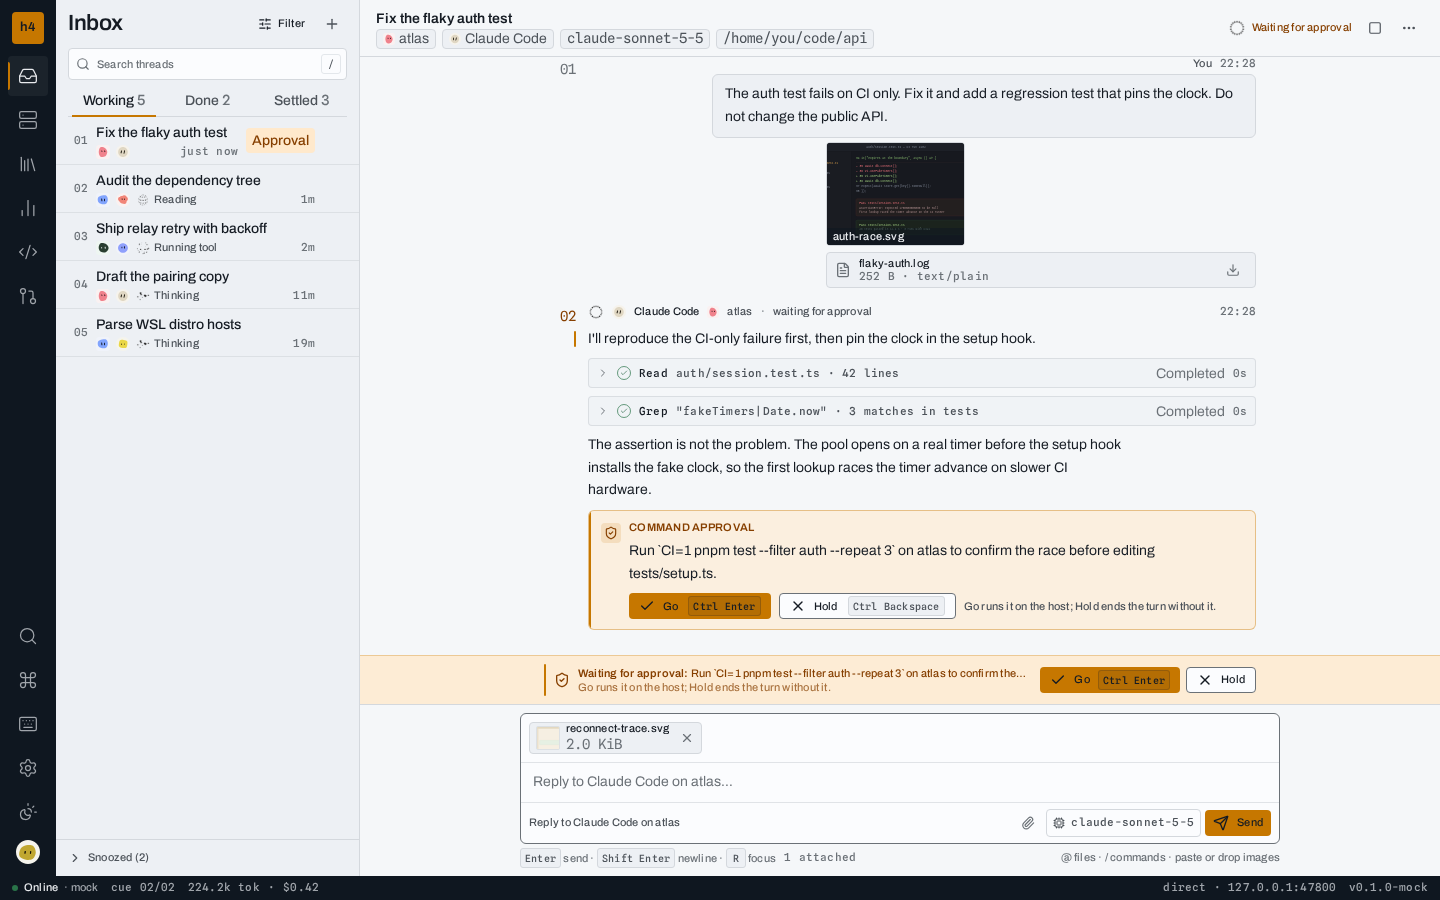 h4
Inbox
Filter
Search threads
/
Working 5
Done 2
Settled 3
01
Fix the flaky auth test
just now
Approval
02
Audit the dependency tree
Reading
1m
03
Ship relay retry with backoff
Running tool
2m
04
Draft the pairing copy
Thinking
11m
05
Parse WSL distro hosts
Thinking
19m
Snoozed (2)
Fix the flaky auth test
atlas
Claude Code
claude-sonnet-5-5
/home/you/code/api
Waiting for approval
01
You 22:28
The auth test fails on CI only. Fix it and add a regression test that pins the clock. Do
not change the public API.
auth-race.svg
flaky-auth.log
252 B · text/plain
02
Claude Code
atlas
· waiting for approval
22:28
I'll reproduce the CI-only failure first, then pin the clock in the setup hook.
Read auth/session.test.ts · 42 lines
Completed 0s
Grep "fakeTimers|Date.now" · 3 matches in tests
Completed 0s
The assertion is not the problem. The pool opens on a real timer before the setup hook
installs the fake clock, so the first lookup races the timer advance on slower CI
hardware.
COMMAND APPROVAL
Run `CI=1 pnpm test --filter auth --repeat 3` on atlas to confirm the race before editing
tests/setup.ts.
Go Ctrl Enter
Hold Ctrl Backspace
Go runs it on the host; Hold ends the turn without it.
Waiting for approval: Run `CI=1 pnpm test --filter auth --repeat 3` on atlas to confirm the…
Go runs it on the host; Hold ends the turn without it.
Go Ctrl Enter
Hold
reconnect-trace.svg
2.0 KiB
Reply to Claude Code on atlas…
Reply to Claude Code on atlas
claude-sonnet-5-5
Send
Enter send · Shift Enter newline · R focus 1 attached
@ files · / commands · paste or drop images
Online · mock cue 02/02 224.2k tok · $0.42
direct · 127.0.0.1:47800 v0.1.0-mock